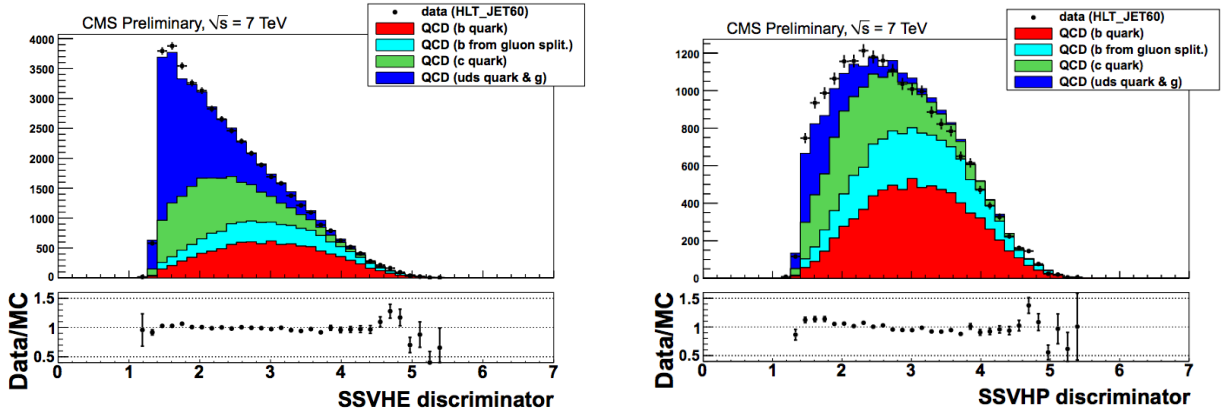 CMS Preliminary, √s = 7 TeV
data (HLT_JET60)
QCD (b quark)
QCD (b from gluon split.)
QCD (c quark)
QCD (uds quark & g)
4000
3500
3000
2500
2000
1500
1000
500
0
Data/MC
1.5
1
0.5
0 1 2 3 4 5 6 7
SSVHE discriminator
CMS Preliminary, √s = 7 TeV
data (HLT_JET60)
QCD (b quark)
QCD (b from gluon split.)
QCD (c quark)
QCD (uds quark & g)
1200
1000
800
600
400
200
0
Data/MC
1.5
1
0.5
0 1 2 3 4 5 6 7
SSVHP discriminator